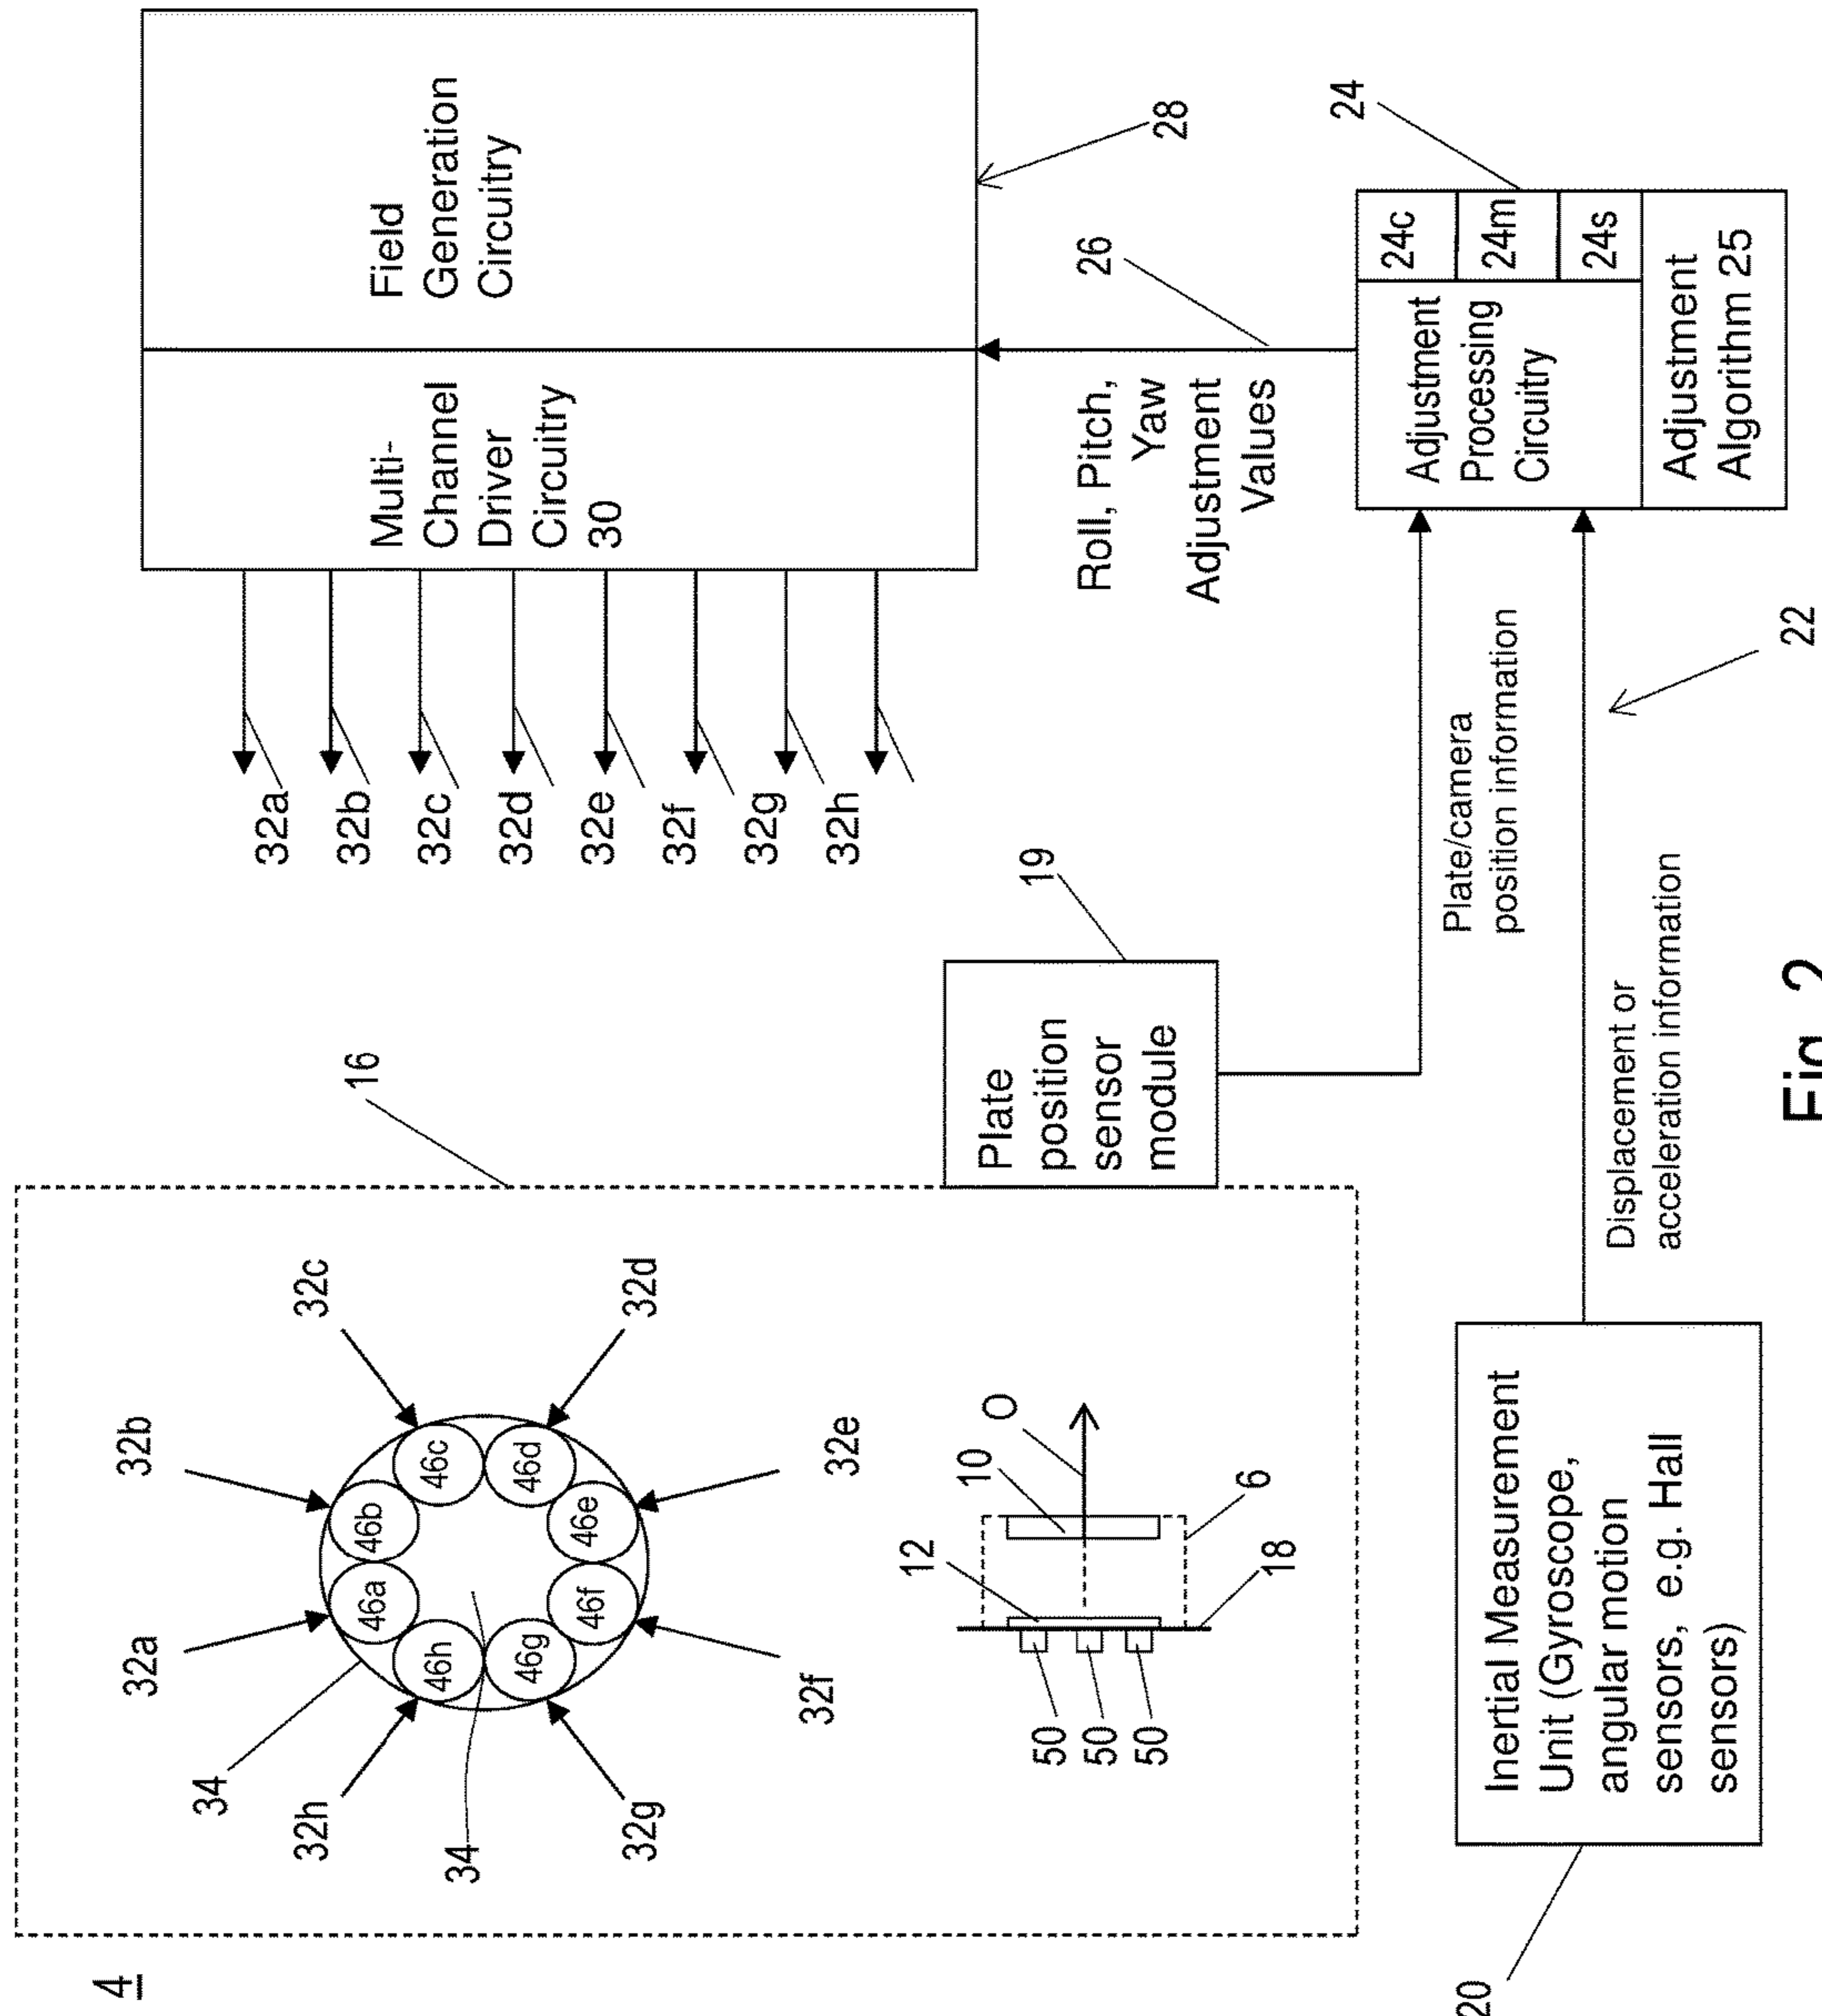 4
16
32a
32b
32c
32d
32e
32f
32g
32h
34
34
46a
46b
46c
46d
46e
46f
46g
46h
50
50
50
12
10
O
6
18
Plate
position
sensor
module
19
32a
32b
32c
32d
32e
32f
32g
32h
Multi-
Channel
Driver
Circuitry
30
Field
Generation
Circuitry
28
Roll, Pitch,
Yaw
Adjustment
Values
26
24
Adjustment
Processing
Circuitry
24c
24m
24s
Adjustment
Algorithm 25
Plate/camera
position information
22
Displacement or
acceleration information
Inertial Measurement
Unit (Gyroscope,
angular motion
sensors, e.g. Hall
sensors)
20
Fig. 2